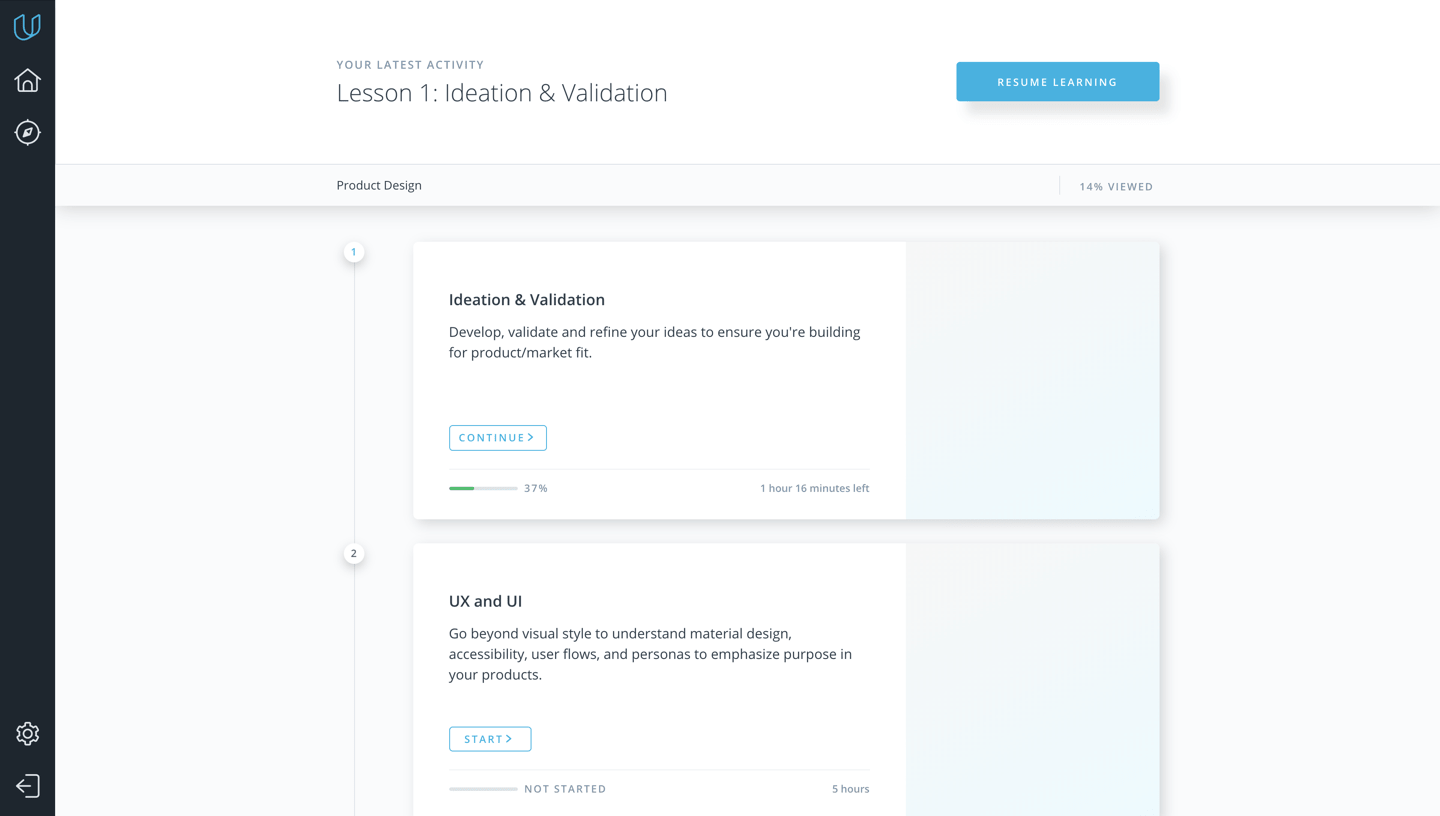 YOUR LATEST ACTIVITY
Lesson 1: Ideation & Validation
RESUME LEARNING
Product Design
14% VIEWED
1
Ideation & Validation
Develop, validate and refine your ideas to ensure you're building
for product/market fit.
CONTINUE
37%
1 hour 16 minutes left
2
UX and UI
Go beyond visual style to understand material design,
accessibility, user flows, and personas to emphasize purpose in
your products.
START
NOT STARTED
5 hours